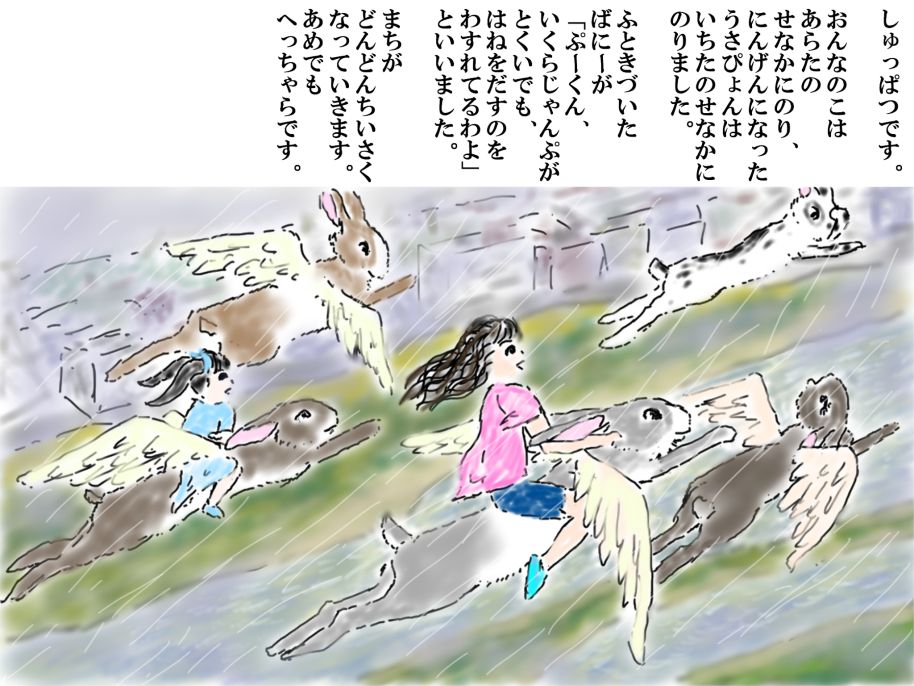 しゅっぱつです。
おんなのこは
あらたの
せなかにのり、
にんげんになった
うさぴょんは
いちたのせなかに
のりました。
ふときづいた
ばにーが
「ぷーくん、
いくらじゃんぷが
とくいでも、
はねをだすのを
わすれてるわよ」
といいました。
まちが
どんどんちいさく
なっていきます。
あめでも
へっちゃらです。